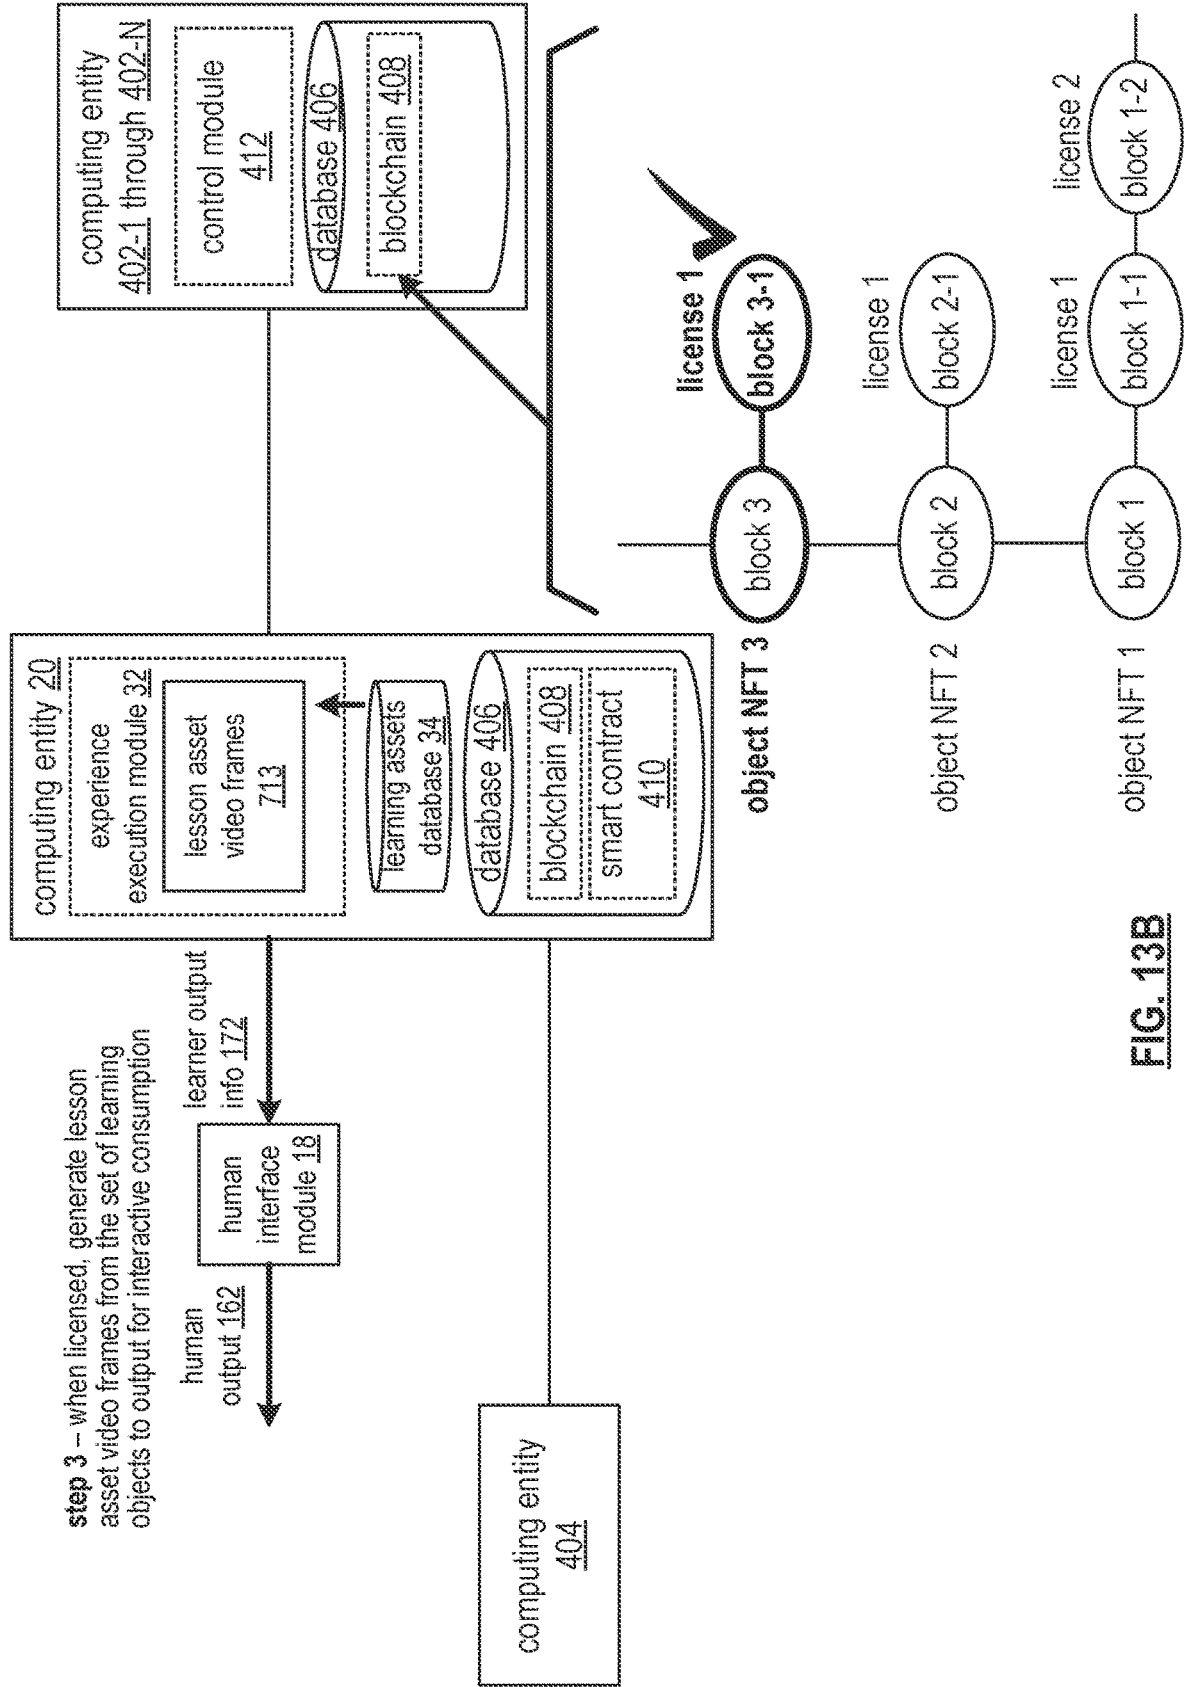 step 3 – when licensed, generate lesson
asset video frames from the set of learning
objects to output for interactive consumption
human
output 162
human
interface
module 18
learner output
info 172
computing entity
404
computing entity 20
experience
execution module 32
lesson asset
video frames
713
learning assets
database 34
database 406
blockchain 408
smart contract
410
computing entity
402-1 through 402-N
control module
412
database 406
blockchain 408
object NFT 3
block 3
license 1
block 3-1
object NFT 2
block 2
license 1
block 2-1
object NFT 1
block 1
license 1
block 1-1
license 2
block 1-2
FIG. 13B